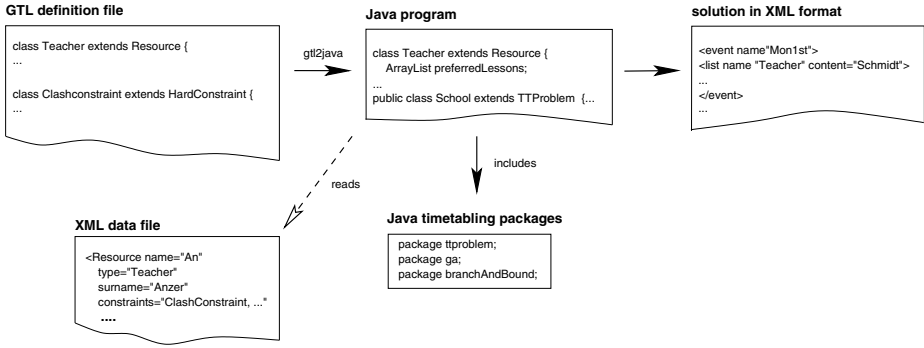 GTL definition file
class Teacher extends Resource {
...
class Clashconstraint extends HardConstraint {
...
gtl2java
Java program
class Teacher extends Resource {
ArrayList preferredLessons;
...
public class School extends TTProblem {...
solution in XML format
<event name"Mon1st">
<list name "Teacher" content="Schmidt">
...
</event>
...
reads
includes
XML data file
<Resource name="An"
type="Teacher"
surname="Anzer"
constraints="ClashConstraint, ..."
....
Java timetabling packages
package ttproblem;
package ga;
package branchAndBound;